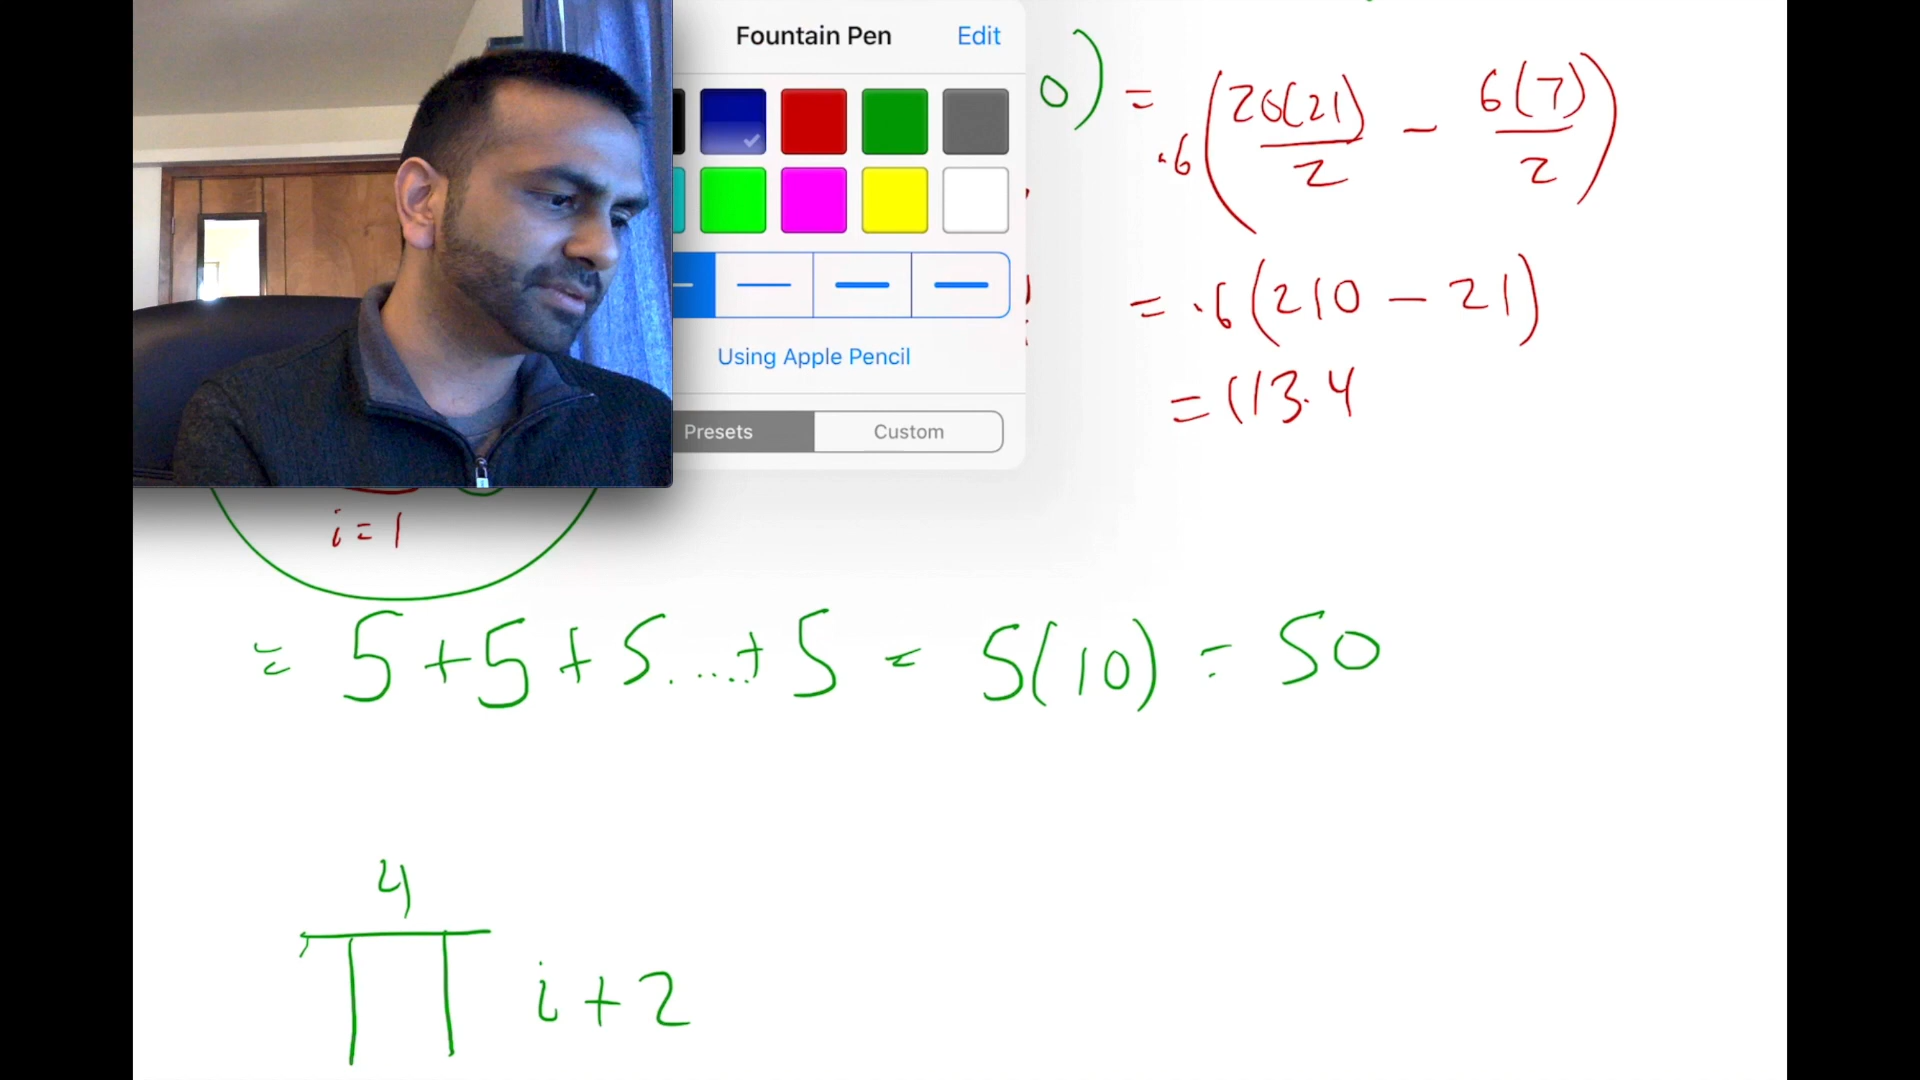 Fountain Pen Edit
0) = .6(20(21)/2 - 6(7)/2)
= .6(210 - 21)
Using Apple Pencil
= 113.4
Presets Custom
i = 1
= 5 + 5 + 5 ..... + 5 = 5(10) = 50
4
∏ i + 2